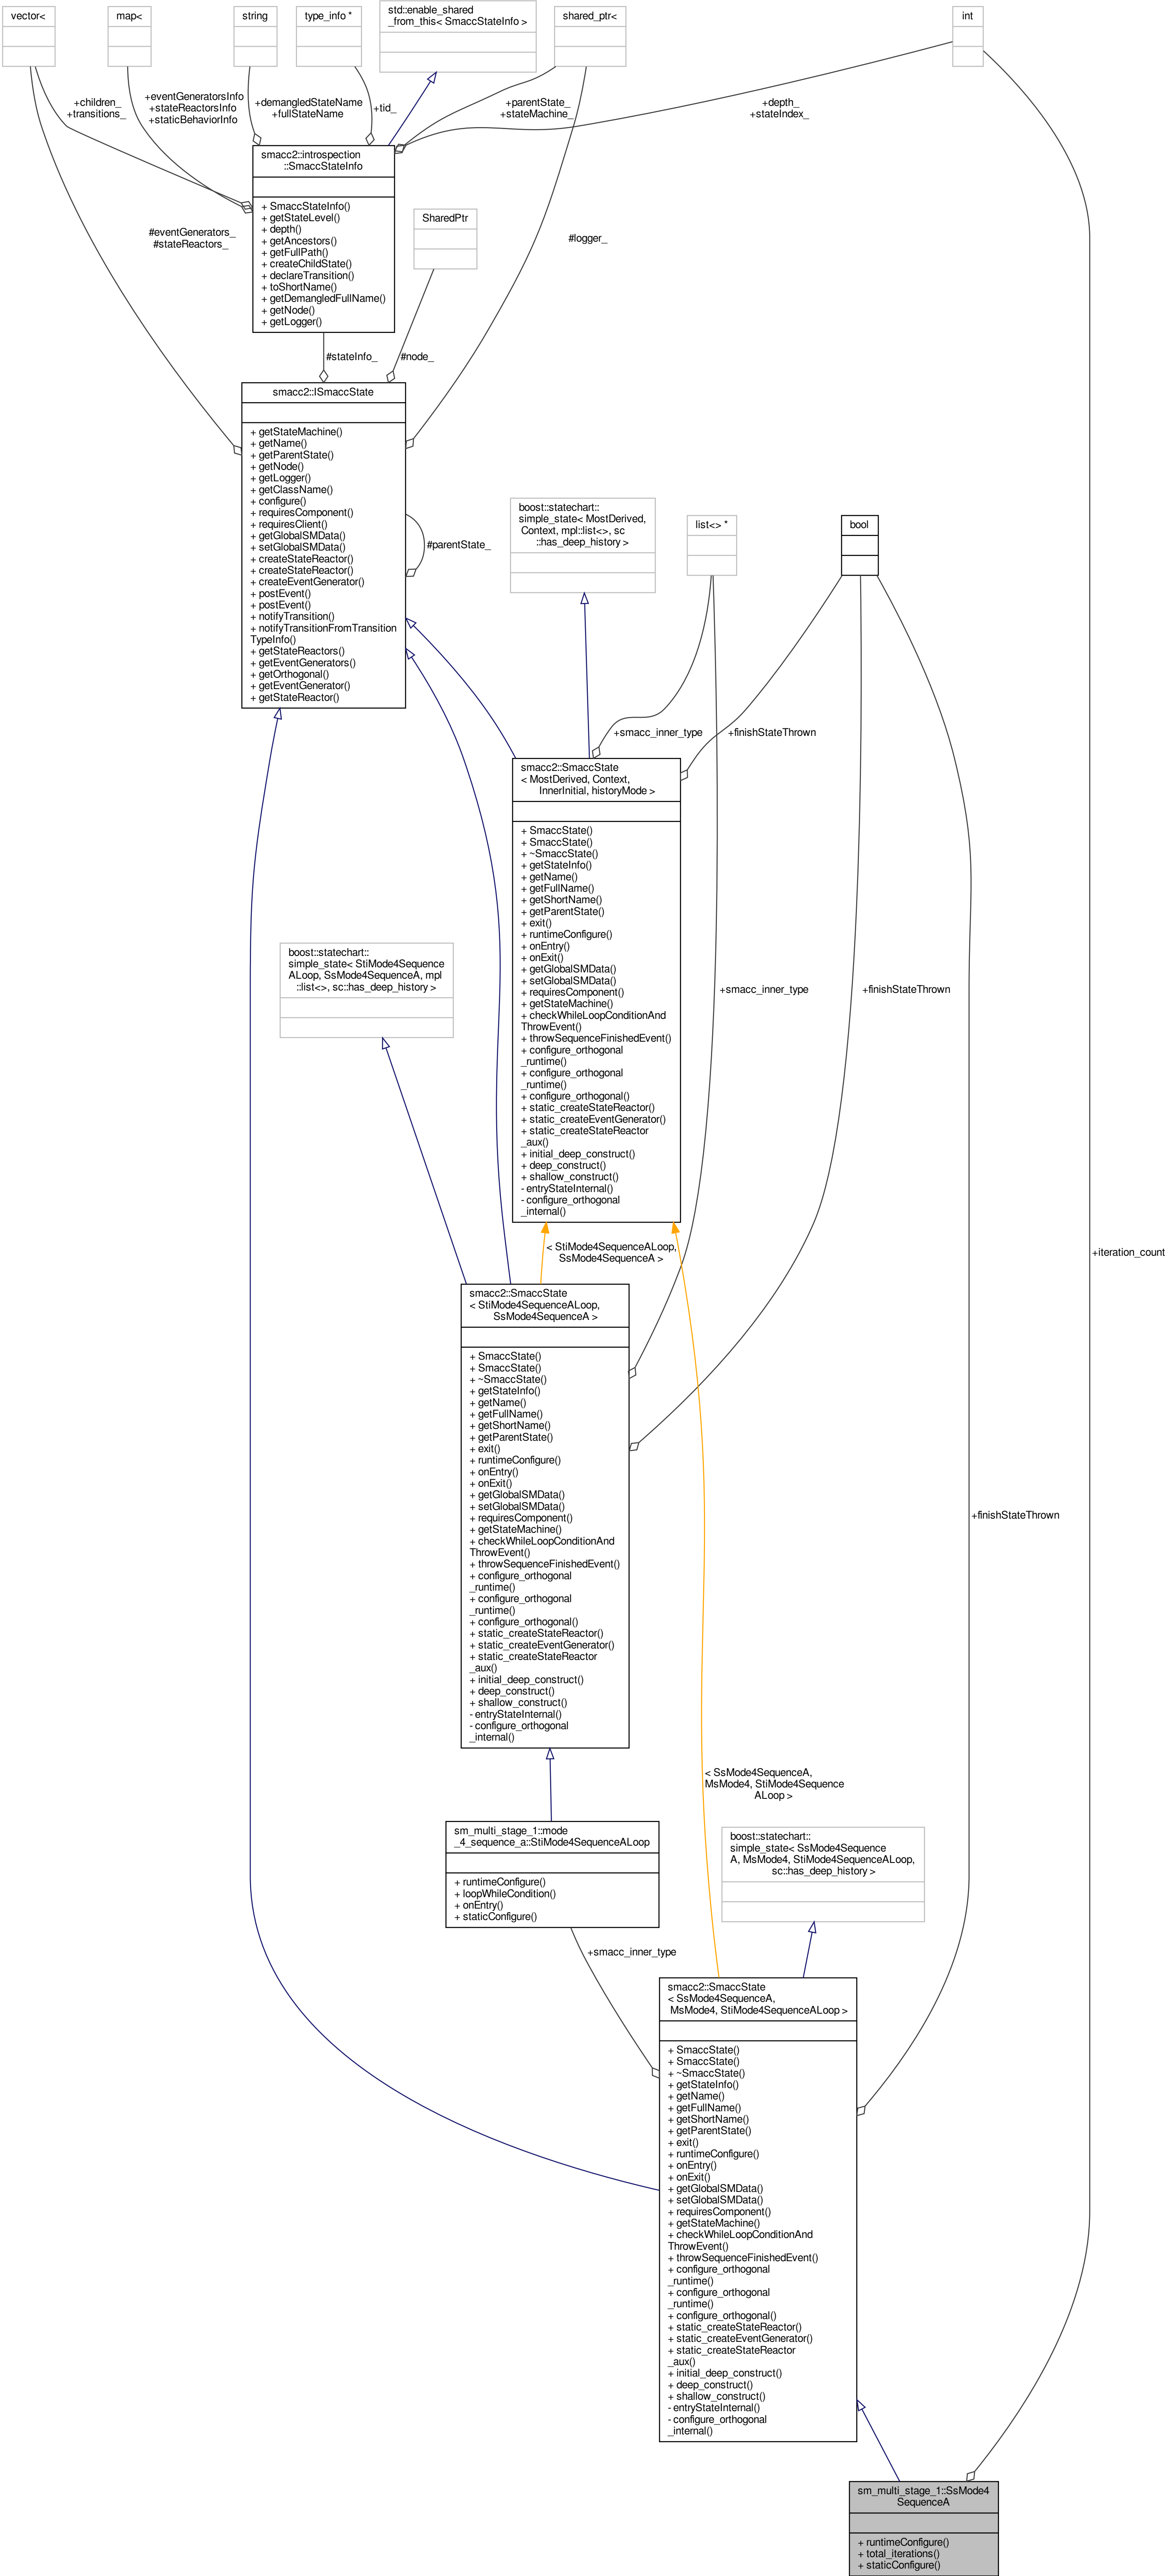 vector<
map<
string
type_info *
std::enable_shared
_from_this< SmaccStateInfo >
shared_ptr<
int
+children_
+transitions_
+eventGeneratorsInfo
+stateReactorsInfo
+staticBehaviorInfo
+demangledStateName
+fullStateName
+tid_
+parentState_
+stateMachine_
+depth_
+stateIndex_
smacc2::introspection
::SmaccStateInfo
+ SmaccStateInfo()
+ getStateLevel()
+ depth()
+ getAncestors()
+ getFullPath()
+ createChildState()
+ declareTransition()
+ toShortName()
+ getDemangledFullName()
+ getNode()
+ getLogger()
SharedPtr
#eventGenerators_
#stateReactors_
#logger_
#stateInfo_
#node_
smacc2::ISmaccState
+ getStateMachine()
+ getName()
+ getParentState()
+ getNode()
+ getLogger()
+ getClassName()
+ configure()
+ requiresComponent()
+ requiresClient()
+ getGlobalSMData()
+ setGlobalSMData()
+ createStateReactor()
+ createStateReactor()
+ createEventGenerator()
+ postEvent()
+ postEvent()
+ notifyTransition()
+ notifyTransitionFromTransition
TypeInfo()
+ getStateReactors()
+ getEventGenerators()
+ getOrthogonal()
+ getEventGenerator()
+ getStateReactor()
#parentState_
boost::statechart::
simple_state< MostDerived,
Context, mpl::list<>, sc
::has_deep_history >
list<> *
bool
+smacc_inner_type
+finishStateThrown
smacc2::SmaccState
< MostDerived, Context,
InnerInitial, historyMode >
+ SmaccState()
+ SmaccState()
+ ~SmaccState()
+ getStateInfo()
+ getName()
+ getFullName()
+ getShortName()
+ getParentState()
+ exit()
+ runtimeConfigure()
+ onEntry()
+ onExit()
+ getGlobalSMData()
+ setGlobalSMData()
+ requiresComponent()
+ getStateMachine()
+ checkWhileLoopConditionAnd
ThrowEvent()
+ throwSequenceFinishedEvent()
+ configure_orthogonal
_runtime()
+ configure_orthogonal
_runtime()
+ configure_orthogonal()
+ static_createStateReactor()
+ static_createEventGenerator()
+ static_createStateReactor
_aux()
+ initial_deep_construct()
+ deep_construct()
+ shallow_construct()
- entryStateInternal()
- configure_orthogonal
_internal()
boost::statechart::
simple_state< StiMode4Sequence
ALoop, SsMode4SequenceA, mpl
::list<>, sc::has_deep_history >
+smacc_inner_type
+finishStateThrown
< StiMode4SequenceALoop,
SsMode4SequenceA >
+iteration_count
smacc2::SmaccState
< StiMode4SequenceALoop,
SsMode4SequenceA >
+ SmaccState()
+ SmaccState()
+ ~SmaccState()
+ getStateInfo()
+ getName()
+ getFullName()
+ getShortName()
+ getParentState()
+ exit()
+ runtimeConfigure()
+ onEntry()
+ onExit()
+ getGlobalSMData()
+ setGlobalSMData()
+ requiresComponent()
+ getStateMachine()
+ checkWhileLoopConditionAnd
ThrowEvent()
+ throwSequenceFinishedEvent()
+ configure_orthogonal
_runtime()
+ configure_orthogonal
_runtime()
+ configure_orthogonal()
+ static_createStateReactor()
+ static_createEventGenerator()
+ static_createStateReactor
_aux()
+ initial_deep_construct()
+ deep_construct()
+ shallow_construct()
- entryStateInternal()
- configure_orthogonal
_internal()
+finishStateThrown
< SsMode4SequenceA,
MsMode4, StiMode4Sequence
ALoop >
sm_multi_stage_1::mode
_4_sequence_a::StiMode4SequenceALoop
+ runtimeConfigure()
+ loopWhileCondition()
+ onEntry()
+ staticConfigure()
boost::statechart::
simple_state< SsMode4Sequence
A, MsMode4, StiMode4SequenceALoop,
sc::has_deep_history >
+smacc_inner_type
smacc2::SmaccState
< SsMode4SequenceA,
MsMode4, StiMode4SequenceALoop >
+ SmaccState()
+ SmaccState()
+ ~SmaccState()
+ getStateInfo()
+ getName()
+ getFullName()
+ getShortName()
+ getParentState()
+ exit()
+ runtimeConfigure()
+ onEntry()
+ onExit()
+ getGlobalSMData()
+ setGlobalSMData()
+ requiresComponent()
+ getStateMachine()
+ checkWhileLoopConditionAnd
ThrowEvent()
+ throwSequenceFinishedEvent()
+ configure_orthogonal
_runtime()
+ configure_orthogonal
_runtime()
+ configure_orthogonal()
+ static_createStateReactor()
+ static_createEventGenerator()
+ static_createStateReactor
_aux()
+ initial_deep_construct()
+ deep_construct()
+ shallow_construct()
- entryStateInternal()
- configure_orthogonal
_internal()
sm_multi_stage_1::SsMode4
SequenceA
+ runtimeConfigure()
+ total_iterations()
+ staticConfigure()